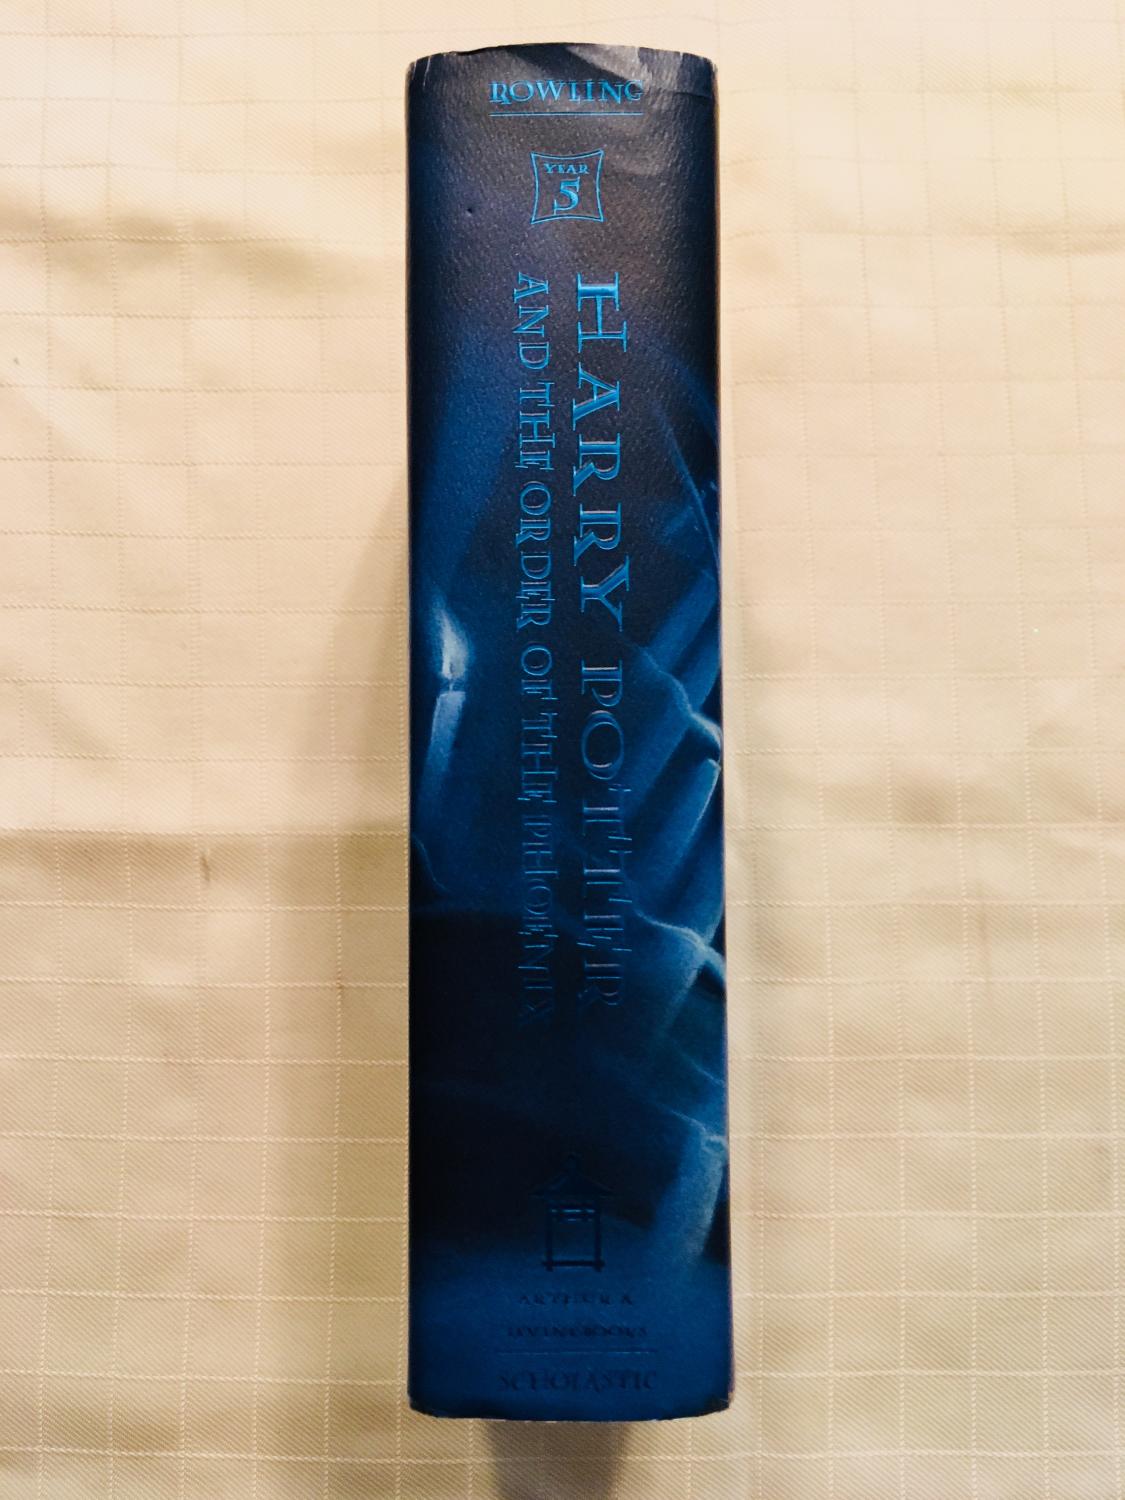 ROWLING
YEAR
5
HARRY POTTER
AND THE ORDER OF THE PHOENIX
ARTHUR A
LEVINE BOOKS
SCHOLASTIC